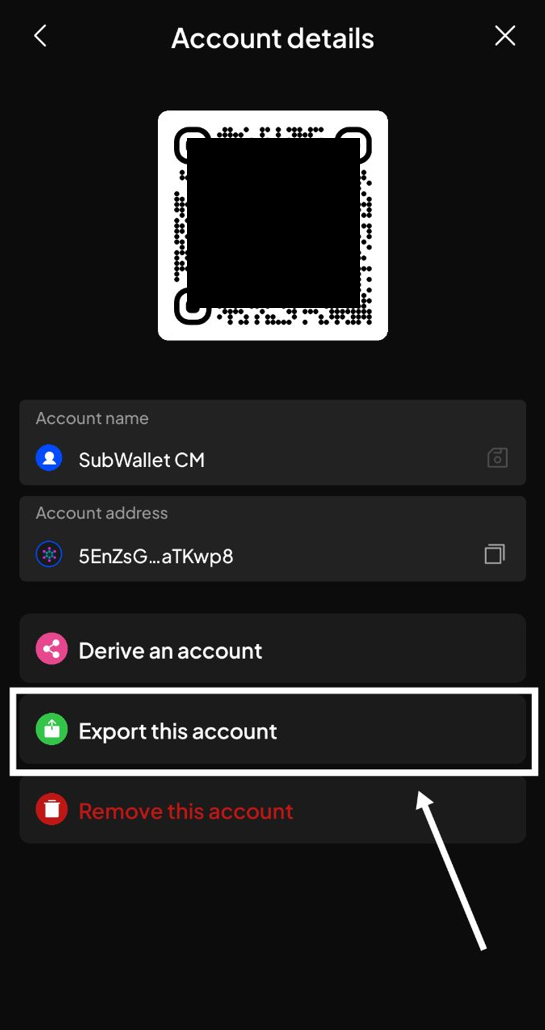 Account details
Account name
SubWallet CM
Account address
5EnZsG...aTKwp8
Derive an account
Export this account
Remove this account